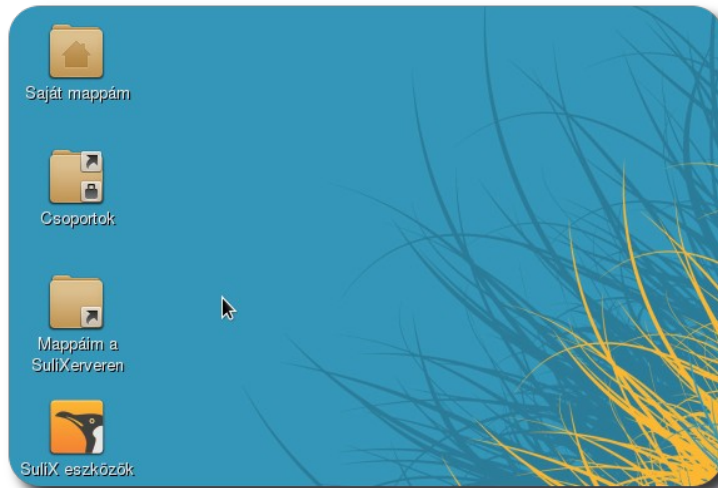 Saját mappám
Csoportok
Mappáim a
SuliXerveren
SuliX eszközök